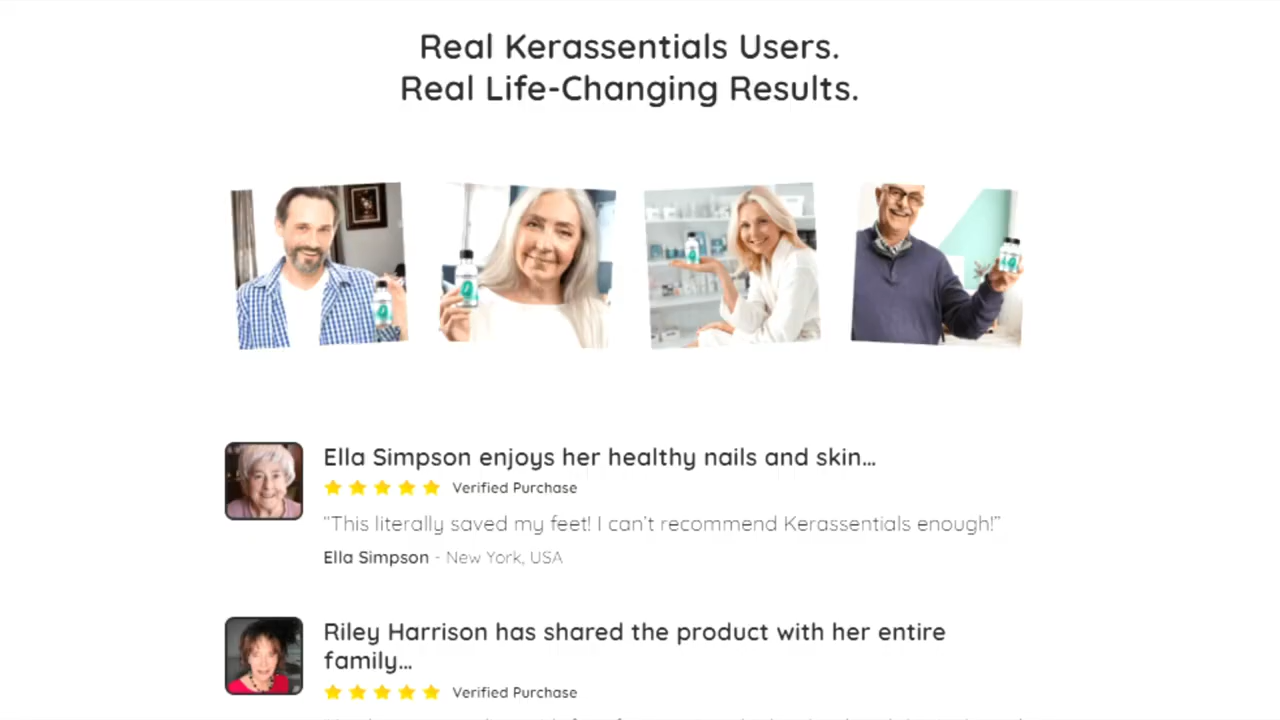 Real Kerassentials Users.
Real Life-Changing Results.
Ella Simpson enjoys her healthy nails and skin...
Verified Purchase
"This literally saved my feet! I can't recommend Kerassentials enough!"
Ella Simpson - New York, USA
Riley Harrison has shared the product with her entire
family...
Verified Purchase